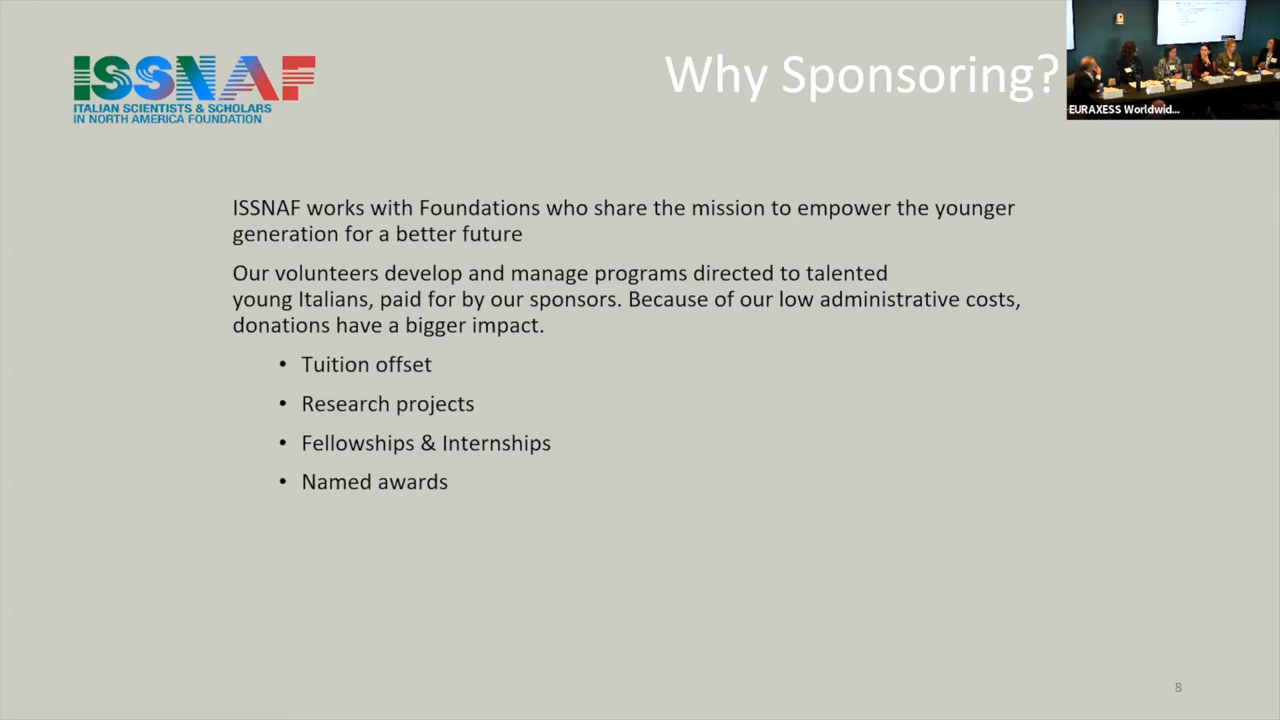 ISSNAF
ITALIAN SCIENTISTS & SCHOLARS
IN NORTH AMERICA FOUNDATION
Why Sponsoring?
EURAXESS Worldwid...
ISSNAF works with Foundations who share the mission to empower the younger
generation for a better future
Our volunteers develop and manage programs directed to talented
young Italians, paid for by our sponsors. Because of our low administrative costs,
donations have a bigger impact.
• Tuition offset
• Research projects
• Fellowships & Internships
• Named awards
8